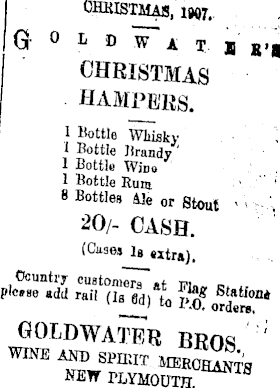 CHRISTMAS, 1907.
GOLDWATER'S
CHRISTMAS
HAMPERS.
1 Bottle Whisky
1 Bottle Brandy
1 Bottle Wine
1 Bottle Rum
8 Bottles Ale or Stout
20/- CASH.
(Cases 1s extra).
Country customers at Flag Stations
please add rail (1s 6d) to P.O. orders.
GOLDWATER BROS.,
WINE AND SPIRIT MERCHANTS
NEW PLYMOUTH.